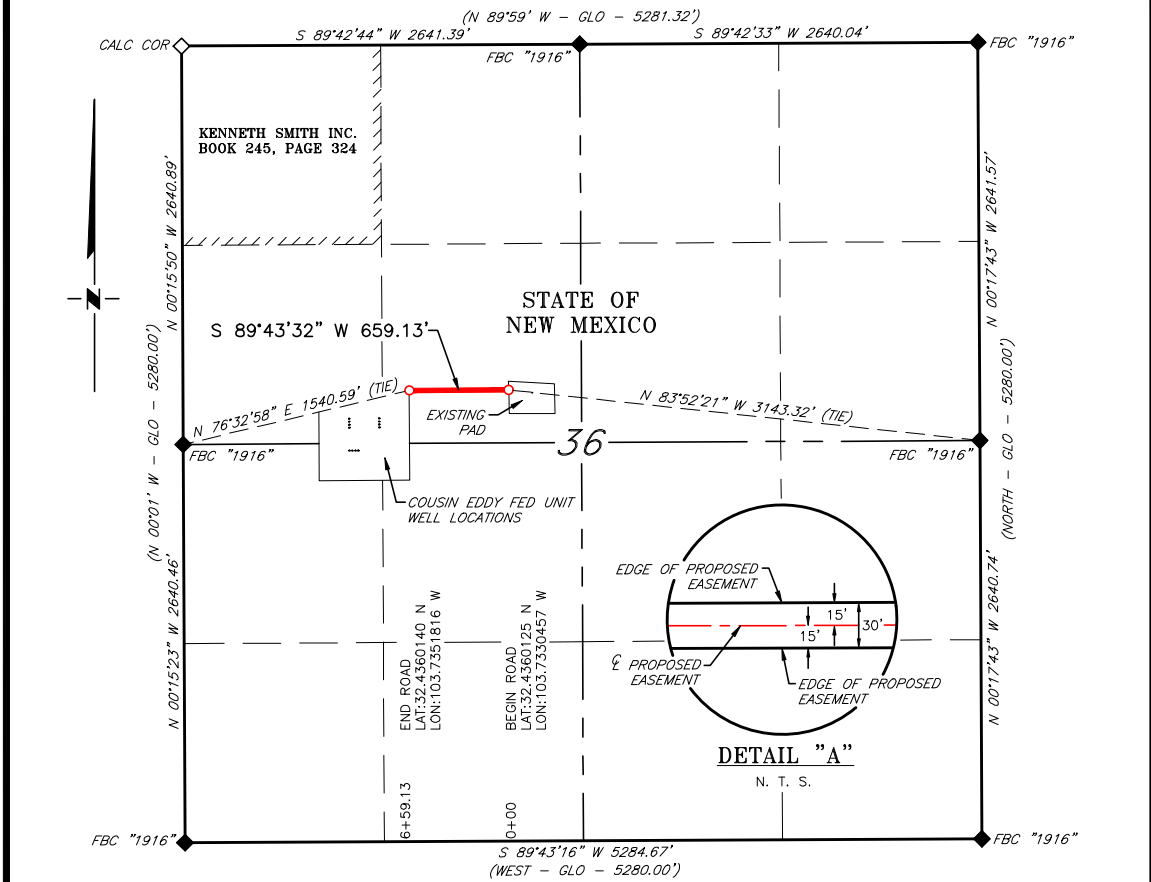 (N 89°59' W - GLO - 5281.32')
S 89°42'44" W 2641.39'
S 89°42'33" W 2640.04'
CALC COR
FBC "1916"
FBC "1916"
KENNETH SMITH INC.
BOOK 245, PAGE 324
N 00°15'50" W 2640.89'
N 00°17'43" W 2641.57'
N
STATE OF
NEW MEXICO
S 89°43'32" W 659.13'
(N 00°01' W - GLO - 5280.00')
(NORTH - GLO - 5280.00')
N 76°32'58" E 1540.59' (TIE)
N 83°52'21" W 3143.32' (TIE)
EXISTING
PAD
36
FBC "1916"
FBC "1916"
COUSIN EDDY FED UNIT
WELL LOCATIONS
N 00°15'23" W 2640.46'
N 00°17'43" W 2640.74'
END ROAD
LAT:32.4360140 N
LON:103.7351816 W
BEGIN ROAD
LAT:32.4360125 N
LON:103.7330457 W
EDGE OF PROPOSED
EASEMENT
15'
30'
15'
℄ PROPOSED
EASEMENT
EDGE OF PROPOSED
EASEMENT
DETAIL "A"
N. T. S.
6+59.13
0+00
FBC "1916"
FBC "1916"
S 89°43'16" W 5284.67'
(WEST - GLO - 5280.00')